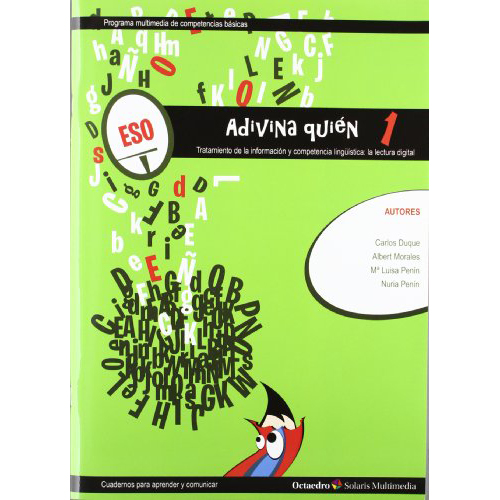 Programa multimedia de competencias básicas
ESO
Adivina quién 1
Tratamiento de la información y competencia lingüística: la lectura digital
AUTORES
Carlos Duque
Albert Morales
Mª Luisa Penín
Nuria Penín
Cuadernos para aprender y comunicar
Octaedro Solaris Multimedia